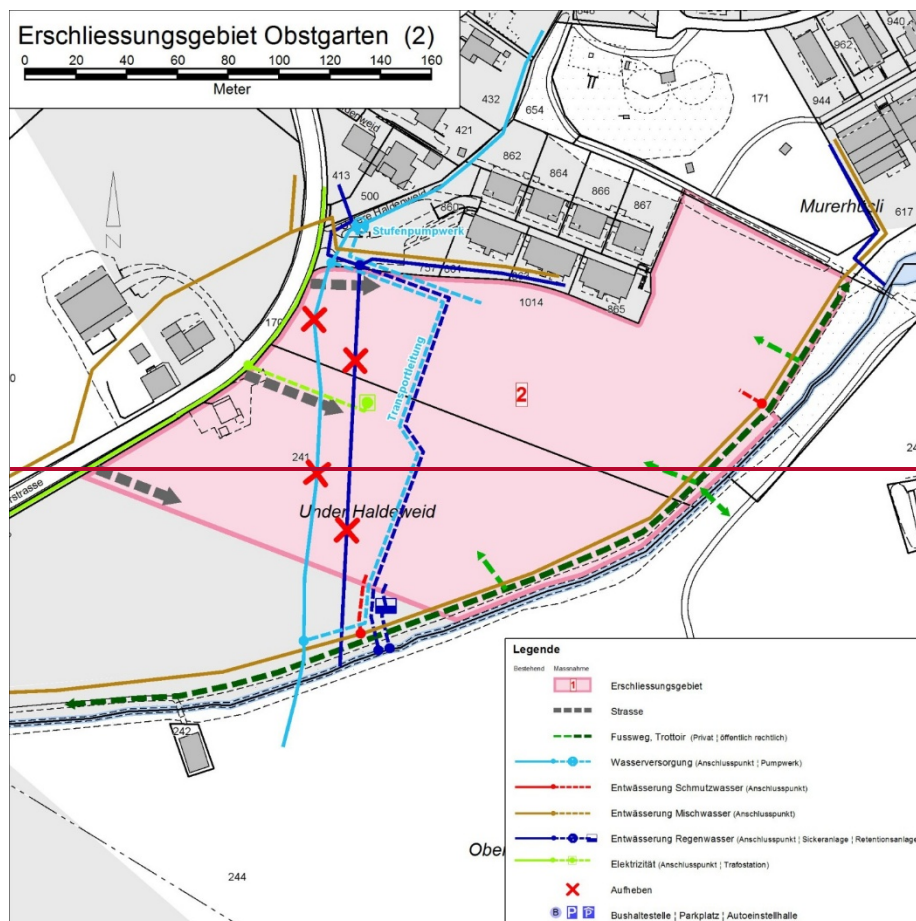 Erschliessungsgebiet Obstgarten (2)
0 20 40 60 80 100 120 140 160
Meter
432
654
421
413
500
862
864
866
867
860
171
944
962
940
617
Murerhüsli
Stufenpumpwerk
1014
865
170
Transportleitung
2
241
Under Haldeweid
242
244
Legende
Bestehend Massnahme
1 Erschliessungsgebiet
Strasse
Fussweg, Trottoir (Privat ¦ öffentlich rechtlich)
Wasserversorgung (Anschlusspunkt ¦ Pumpwerk)
Entwässerung Schmutzwasser (Anschlusspunkt)
Entwässerung Mischwasser (Anschlusspunkt)
Entwässerung Regenwasser (Anschlusspunkt ¦ Sickeranlage ¦ Retentionsanlage
Elektrizität (Anschlusspunkt ¦ Trafostation)
Aufheben
B P P Bushaltestelle ¦ Parkplatz ¦ Autoeinstellhalle